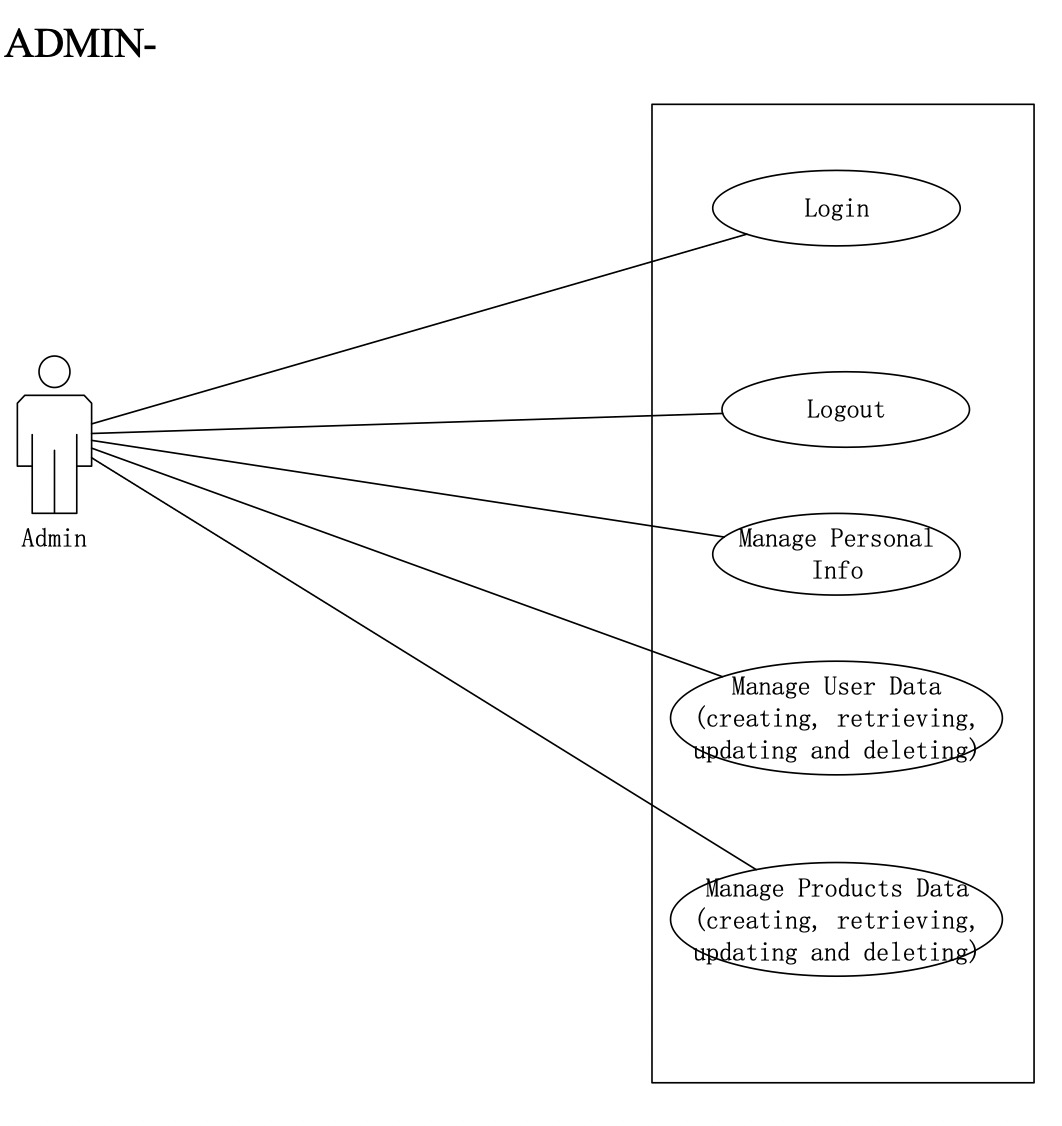 ADMIN-
Login
Logout
Admin
Manage Personal
Info
Manage User Data
(creating, retrieving,
updating and deleting)
Manage Products Data
(creating, retrieving,
updating and deleting)